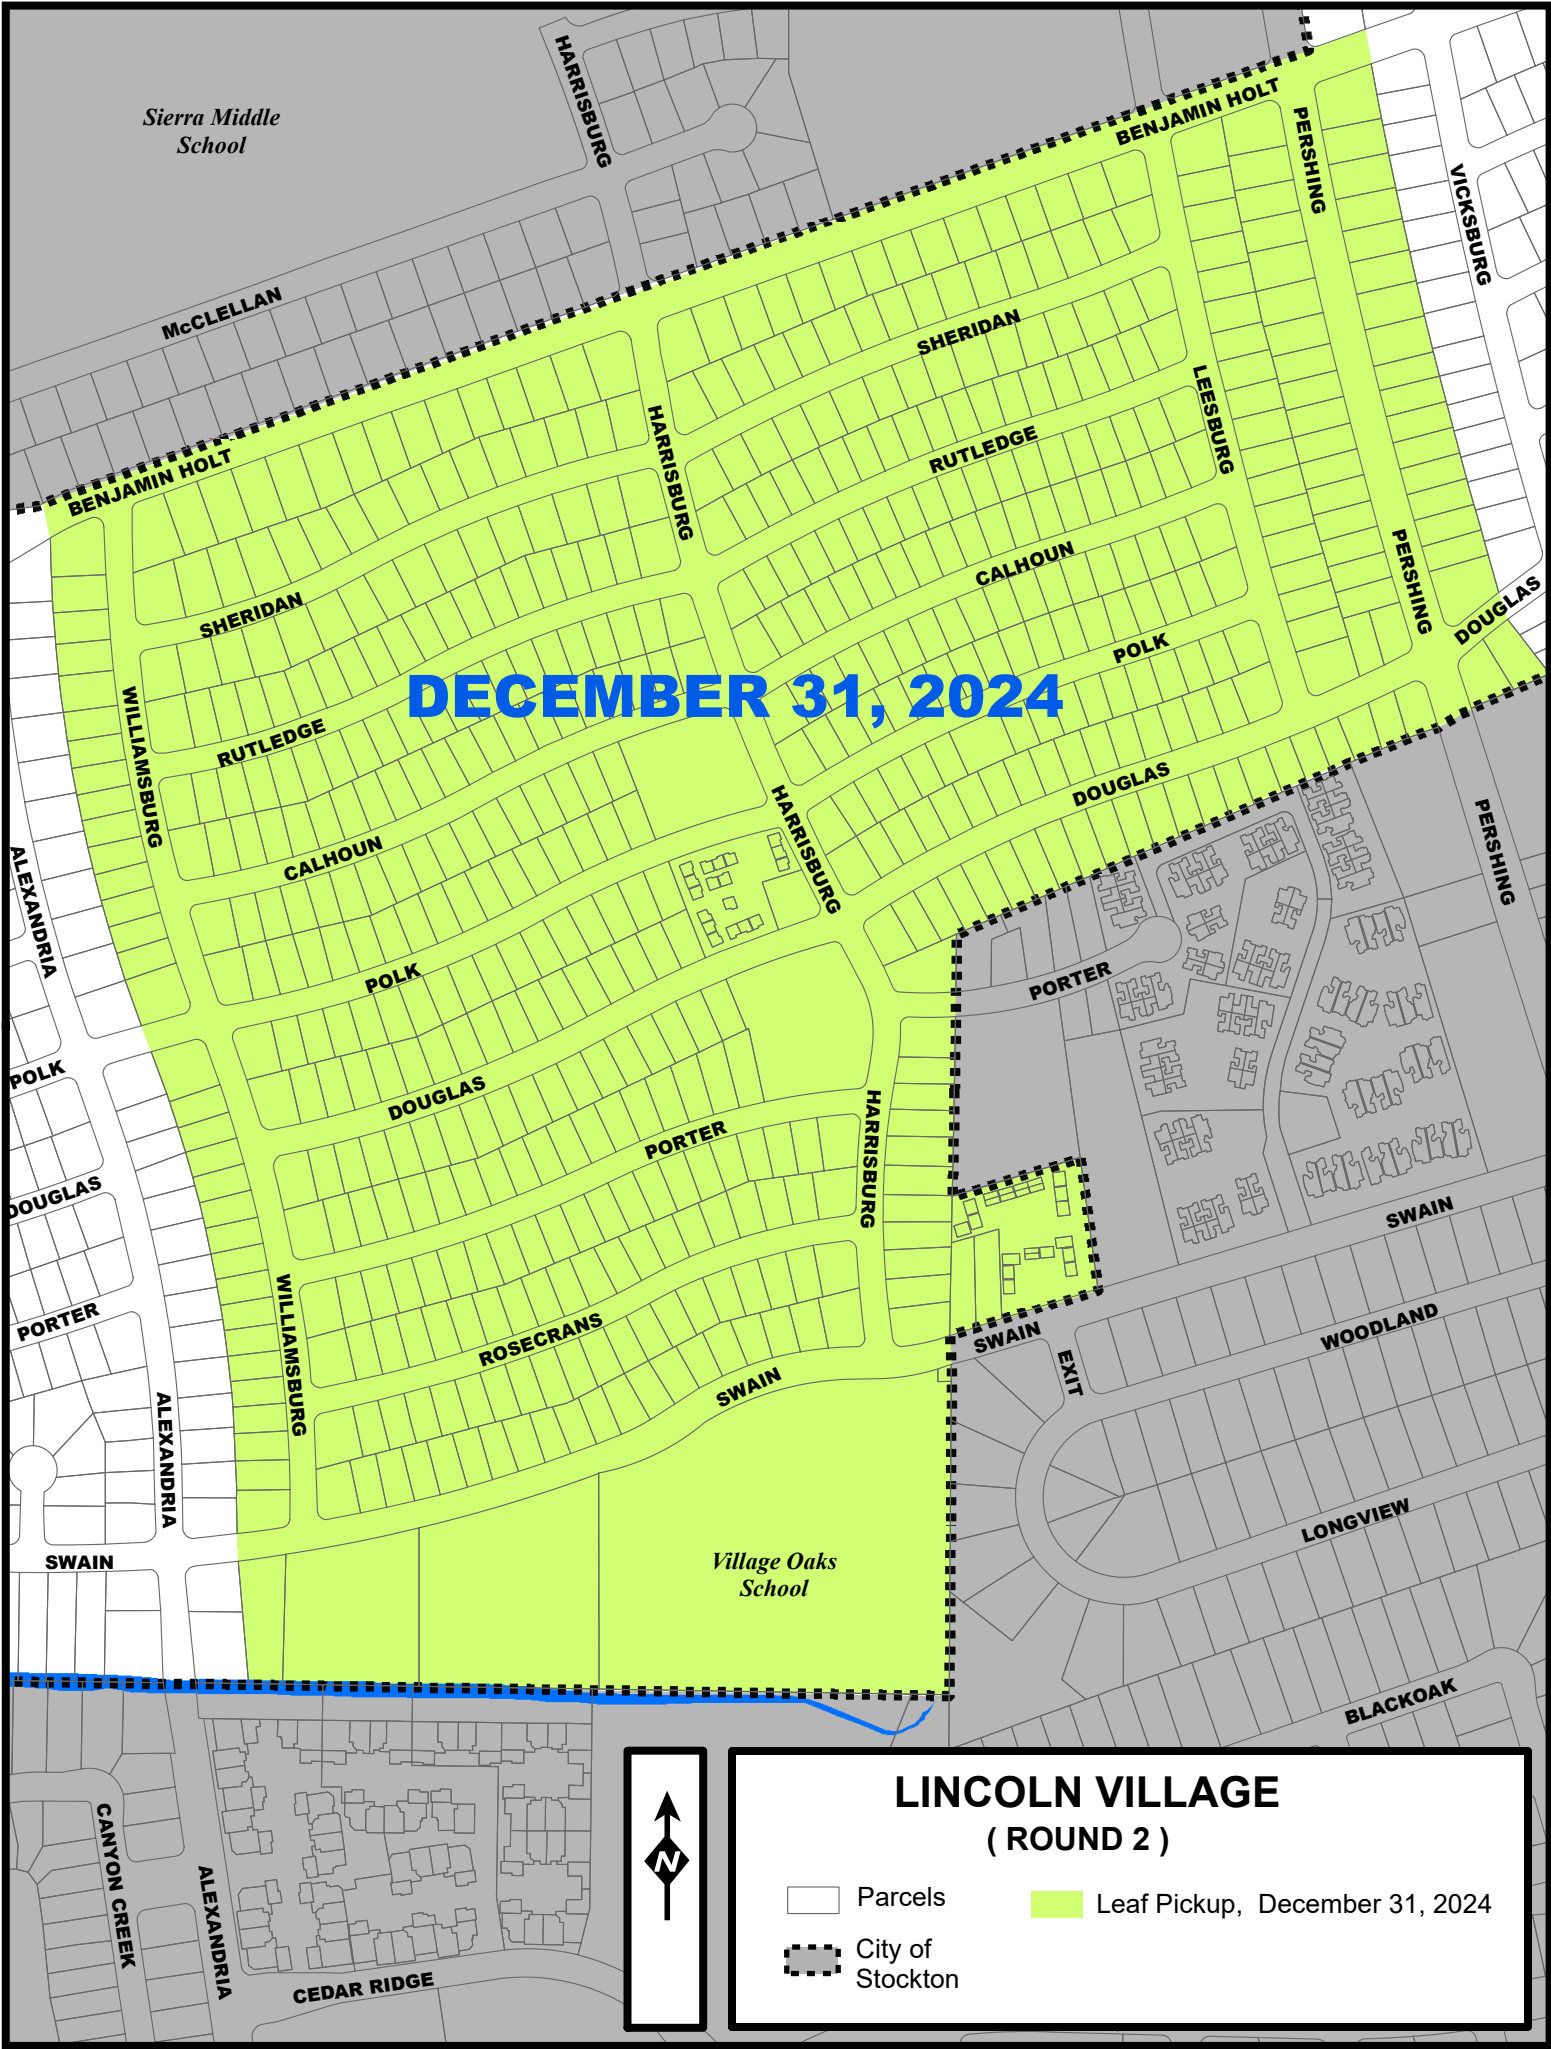 HARRISBURG
Sierra Middle
School
BENJAMIN HOLT
PERSHING
VICKSBURG
McCLELLAN
SHERIDAN
LEESBURG
HARRISBURG
RUTLEDGE
BENJAMIN HOLT
CALHOUN
PERSHING
DOUGLAS
SHERIDAN
POLK
DECEMBER 31, 2024
WILLIAMSBURG
RUTLEDGE
DOUGLAS
HARRISBURG
PERSHING
ALEXANDRIA
CALHOUN
POLK
PORTER
POLK
DOUGLAS
HARRISBURG
PORTER
DOUGLAS
SWAIN
PORTER
WILLIAMSBURG
ROSECRANS
SWAIN
WOODLAND
EXIT
SWAIN
ALEXANDRIA
LONGVIEW
SWAIN
Village Oaks
School
BLACKOAK
CANYON CREEK
ALEXANDRIA
CEDAR RIDGE
N
LINCOLN VILLAGE
( ROUND 2 )
Parcels
Leaf Pickup, December 31, 2024
City of
Stockton